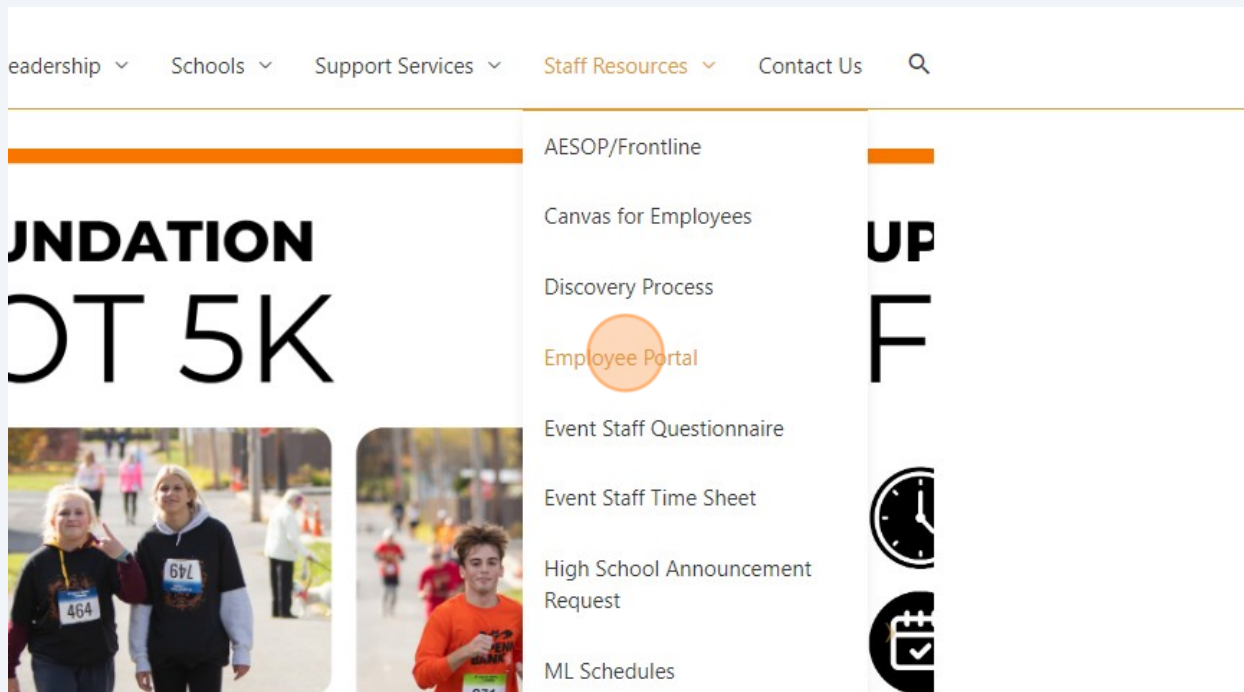 eadership Schools Support Services Staff Resources Contact Us
AESOP/Frontline
Canvas for Employees
Discovery Process
Employee Portal
Event Staff Questionnaire
Event Staff Time Sheet
High School Announcement
Request
ML Schedules
UNDATION
OT 5K
UP
F
464
749